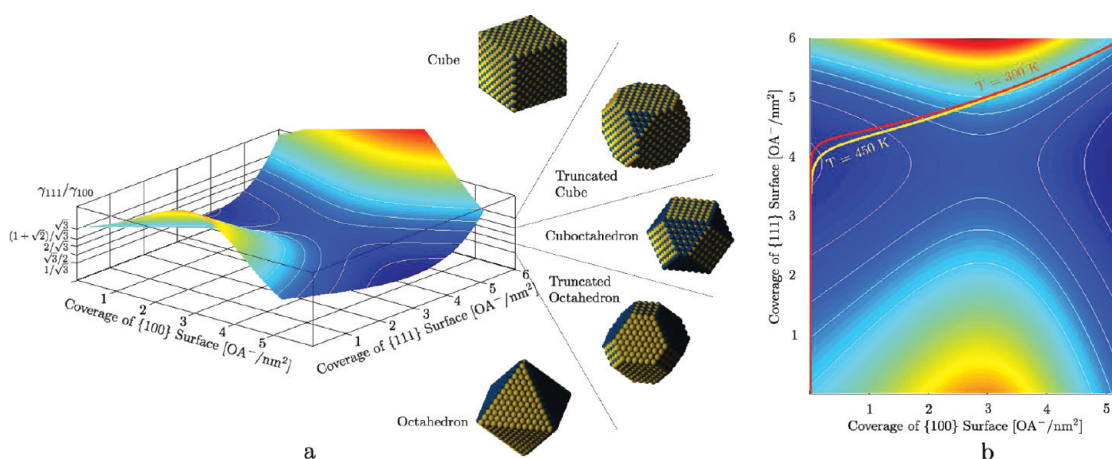 Cube
Truncated
Cube
Cuboctahedron
Truncated
Octahedron
Octahedron
γ111/γ100
(1 + √2)/√3
2/√3
√3/2
1/√3
1
2
3
4
5
Coverage of {100} Surface [OA⁻/nm²]
1
2
3
4
5
6
Coverage of {111} Surface [OA⁻/nm²]
a
6
5
4
3
2
1
Coverage of {111} Surface [OA⁻/nm²]
T = 300 K
T = 450 K
1
2
3
4
5
Coverage of {100} Surface [OA⁻/nm²]
b